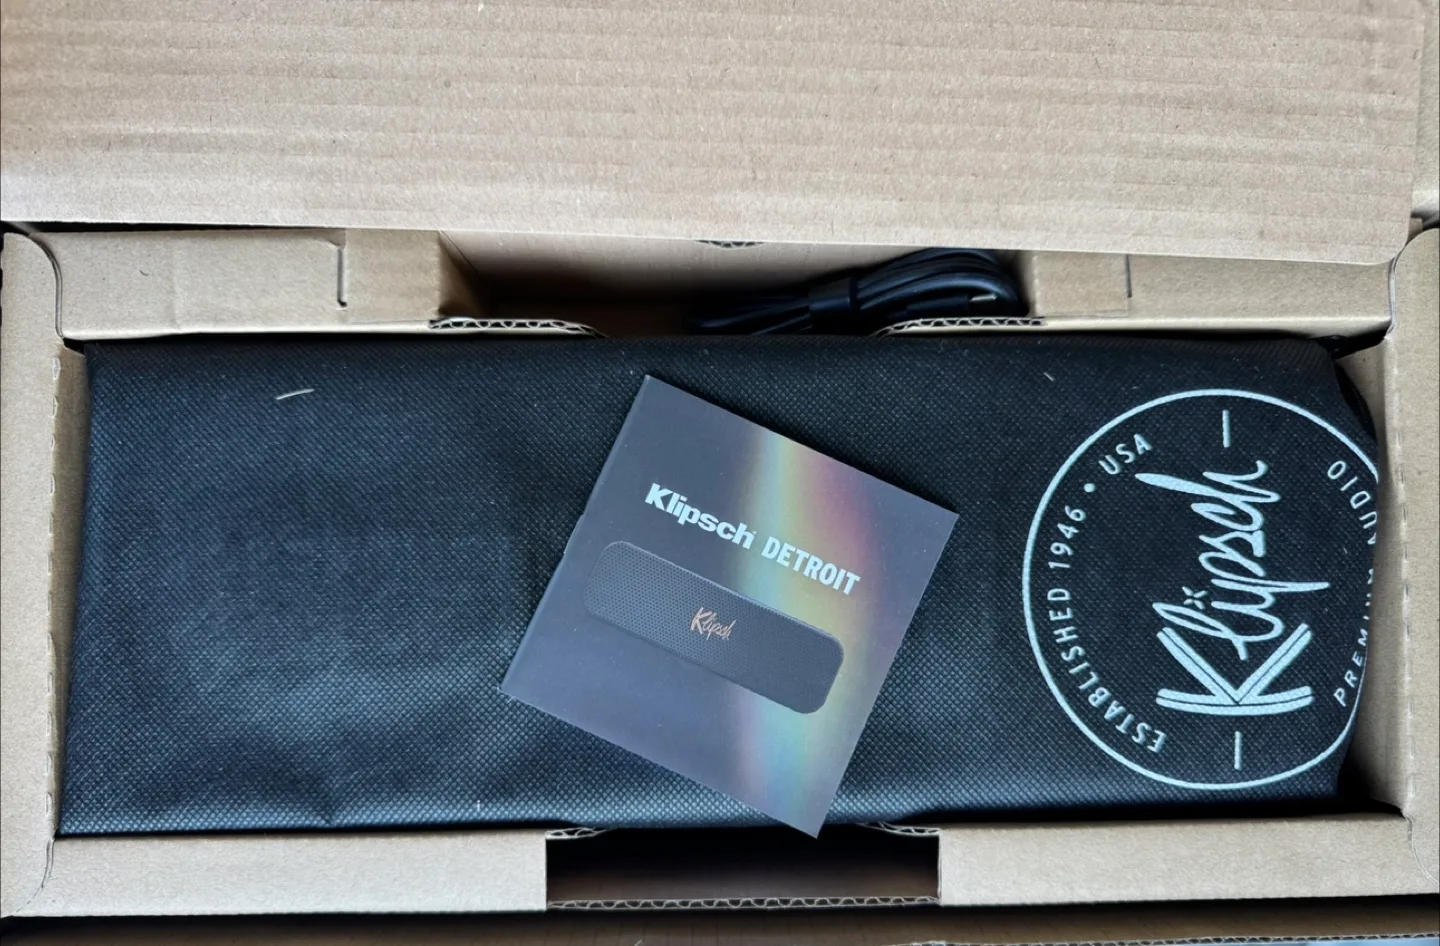 Klipsch DETROIT
Klipsch
ESTABLISHED 1946 • USA
Klipsch
PREMIUM AUDIO